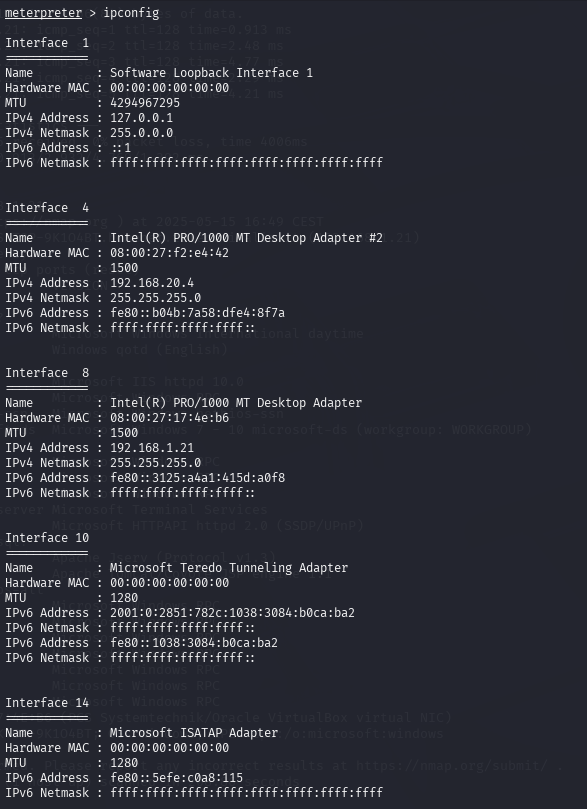 meterpreter > ipconfig
Interface  1
============
Name         : Software Loopback Interface 1
Hardware MAC : 00:00:00:00:00:00
MTU          : 4294967295
IPv4 Address : 127.0.0.1
IPv4 Netmask : 255.0.0.0
IPv6 Address : ::1
IPv6 Netmask : ffff:ffff:ffff:ffff:ffff:ffff:ffff:ffff
Interface  4
============
Name         : Intel(R) PRO/1000 MT Desktop Adapter #2
Hardware MAC : 08:00:27:f2:e4:42
MTU          : 1500
IPv4 Address : 192.168.20.4
IPv4 Netmask : 255.255.255.0
IPv6 Address : fe80::b04b:7a58:dfe4:8f7a
IPv6 Netmask : ffff:ffff:ffff:ffff::
Interface  8
============
Name         : Intel(R) PRO/1000 MT Desktop Adapter
Hardware MAC : 08:00:27:17:4e:b6
MTU          : 1500
IPv4 Address : 192.168.1.21
IPv4 Netmask : 255.255.255.0
IPv6 Address : fe80::3125:a4a1:415d:a0f8
IPv6 Netmask : ffff:ffff:ffff:ffff::
Interface 10
============
Name         : Microsoft Teredo Tunneling Adapter
Hardware MAC : 00:00:00:00:00:00
MTU          : 1280
IPv6 Address : 2001:0:2851:782c:1038:3084:b0ca:ba2
IPv6 Netmask : ffff:ffff:ffff:ffff::
IPv6 Address : fe80::1038:3084:b0ca:ba2
IPv6 Netmask : ffff:ffff:ffff:ffff::
Interface 14
============
Name         : Microsoft ISATAP Adapter
Hardware MAC : 00:00:00:00:00:00
MTU          : 1280
IPv6 Address : fe80::5efe:c0a8:115
IPv6 Netmask : ffff:ffff:ffff:ffff:ffff:ffff:ffff:ffff